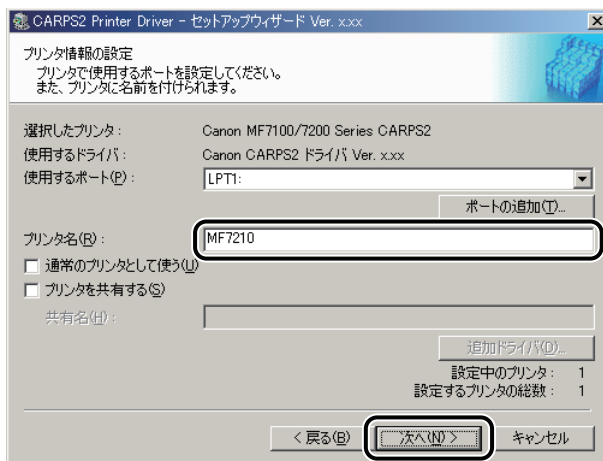 CARPS2 Printer Driver - セットアップウィザード Ver. x.xx
プリンタ情報の設定
プリンタで使用するポートを設定してください。
また、プリンタに名前を付けられます。
選択したプリンタ: Canon MF7100/7200 Series CARPS2
使用するドライバ: Canon CARPS2 ドライバ Ver. x.xx
使用するポート(P): LPT1:
ポートの追加(T)...
プリンタ名(R): MF7210
通常のプリンタとして使う(U)
プリンタを共有する(S)
共有名(H):
追加ドライバ(D)...
設定中のプリンタ: 1
設定するプリンタの総数: 1
< 戻る(B) 次へ(N) > キャンセル